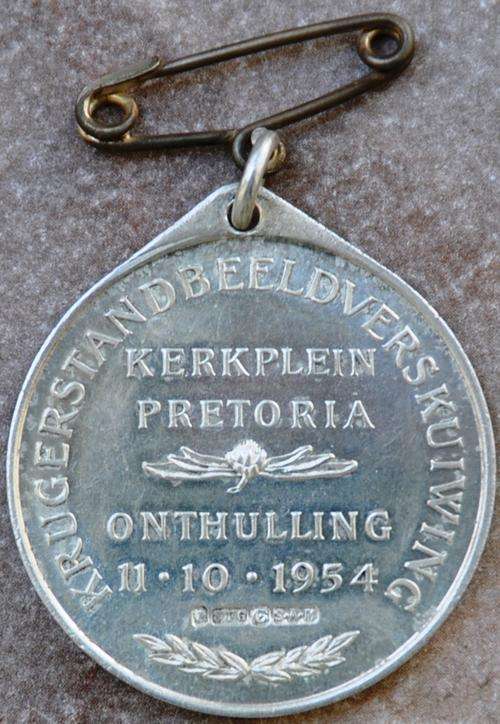 KRUGERSTANDBEELDVERSKUIWING
KERKPLEIN
PRETORIA
ONTHULLING
11·10·1954